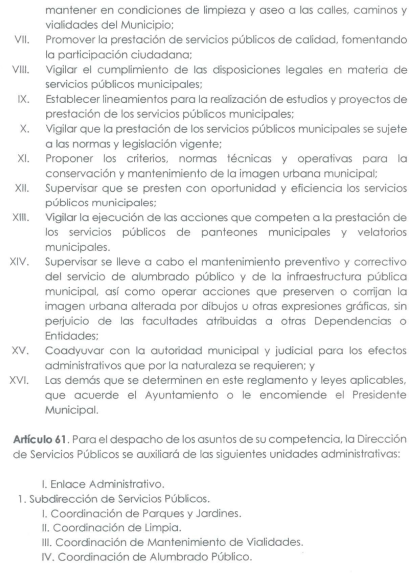 mantener en condiciones de limpieza y aseo a las calles, caminos y
vialidades del Municipio;
VII. Promover la prestación de servicios públicos de calidad, fomentando
la participación ciudadana;
VIII. Vigilar el cumplimiento de las disposiciones legales en materia de
servicios públicos municipales;
IX. Establecer lineamientos para la realización de estudios y proyectos de
prestación de los servicios públicos municipales;
X. Vigilar que la prestación de los servicios públicos municipales se sujete
a las normas y legislación vigente;
XI. Proponer los criterios, normas técnicas y operativas para la
conservación y mantenimiento de la imagen urbana municipal;
XII. Supervisar que se presten con oportunidad y eficiencia los servicios
públicos municipales;
XIII. Vigilar la ejecución de las acciones que competen a la prestación de
los servicios públicos de panteones municipales y velatorios
municipales.
XIV. Supervisar se lleve a cabo el mantenimiento preventivo y correctivo
del servicio de alumbrado público y de la infraestructura pública
municipal, así como operar acciones que preserven o corrijan la
imagen urbana alterada por dibujos u otras expresiones gráficas, sin
perjuicio de las facultades atribuidas a otras Dependencias o
Entidades;
XV. Coadyuvar con la autoridad municipal y judicial para los efectos
administrativos que por la naturaleza se requieren; y
XVI. Las demás que se determinen en este reglamento y leyes aplicables,
que acuerde el Ayuntamiento o le encomiende el Presidente
Municipal.
Artículo 61. Para el despacho de los asuntos de su competencia, la Dirección
de Servicios Públicos se auxiliará de las siguientes unidades administrativas:
I. Enlace Administrativo.
1. Subdirección de Servicios Públicos.
I. Coordinación de Parques y Jardines.
II. Coordinación de Limpia.
III. Coordinación de Mantenimiento de Vialidades.
IV. Coordinación de Alumbrado Público.